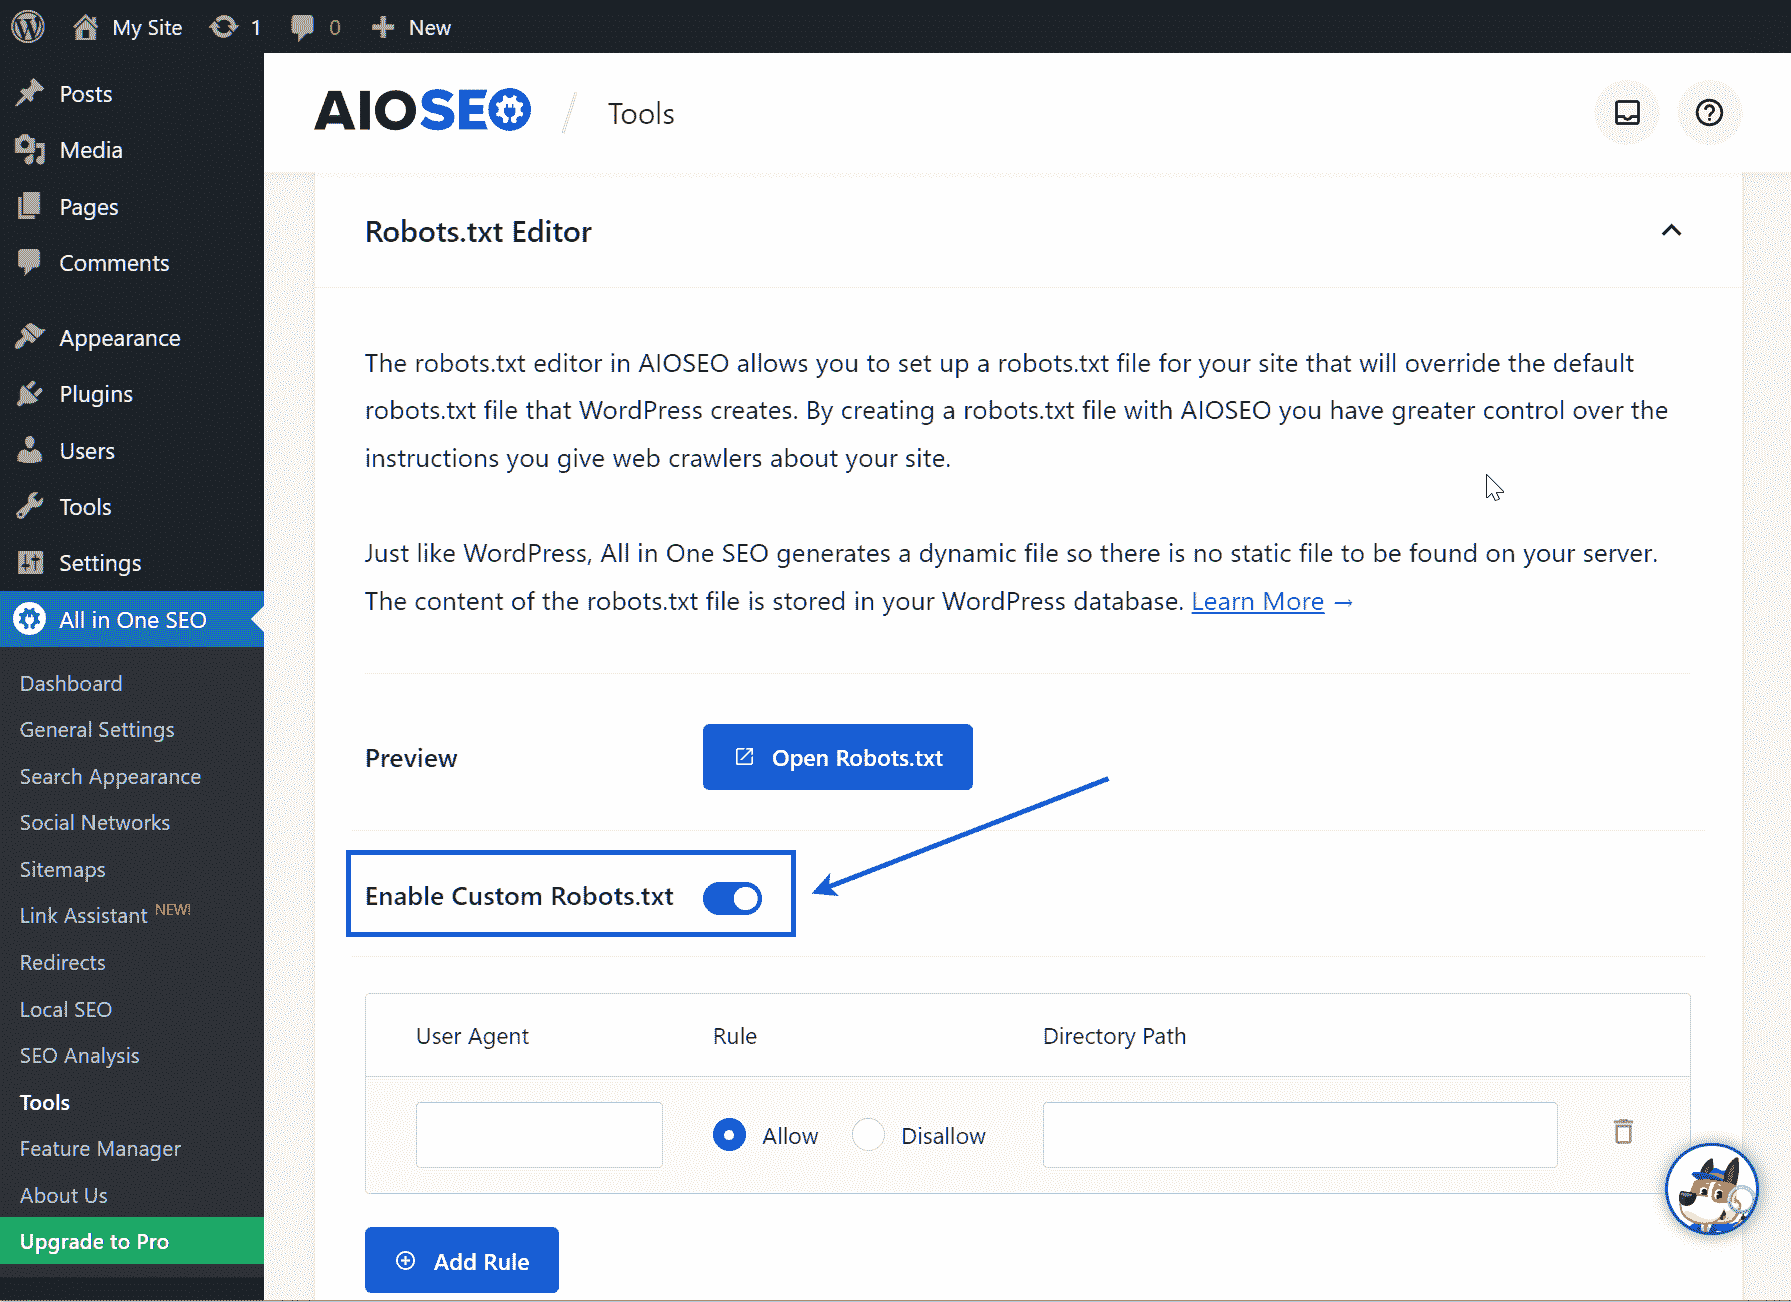 My Site 1 0 New
Posts
Media
Pages
Comments
Appearance
Plugins
Users
Tools
Settings
All in One SEO
Dashboard
General Settings
Search Appearance
Social Networks
Sitemaps
Link Assistant NEW!
Redirects
Local SEO
SEO Analysis
Tools
Feature Manager
About Us
Upgrade to Pro
AIOSEO / Tools
Robots.txt Editor
The robots.txt editor in AIOSEO allows you to set up a robots.txt file for your site that will override the default
robots.txt file that WordPress creates. By creating a robots.txt file with AIOSEO you have greater control over the
instructions you give web crawlers about your site.
Just like WordPress, All in One SEO generates a dynamic file so there is no static file to be found on your server.
The content of the robots.txt file is stored in your WordPress database. Learn More →
Preview Open Robots.txt
Enable Custom Robots.txt
User Agent Rule Directory Path
Allow Disallow
Add Rule